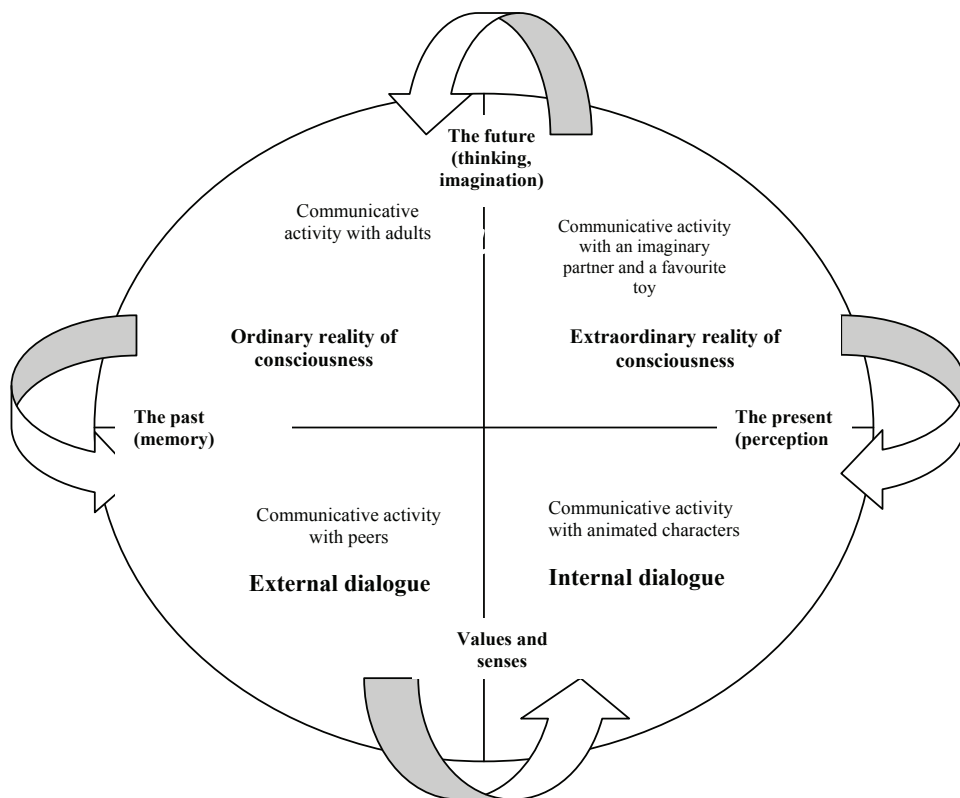 The future
(thinking,
imagination)
Communicative
activity with adults
Communicative activity
with an imaginary
partner and a favourite
toy
Ordinary reality of
consciousness
Extraordinary reality of
consciousness
The past
(memory)
The present
(perception
Communicative activity
with peers
Communicative activity
with animated characters
External dialogue
Internal dialogue
Values and
senses